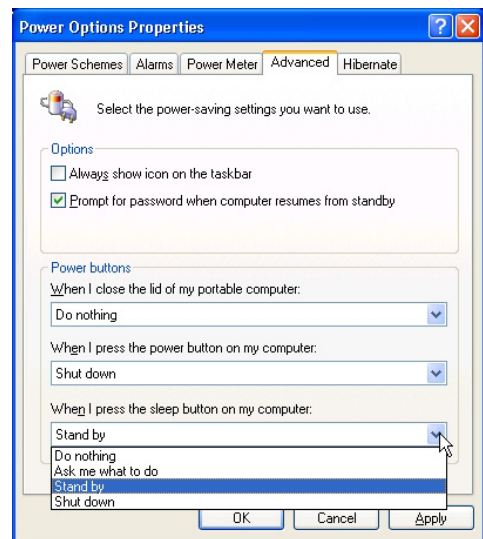 Power Options Properties
Power Schemes Alarms Power Meter Advanced Hibernate
Select the power-saving settings you want to use.
Options
Always show icon on the taskbar
Prompt for password when computer resumes from standby
Power buttons
When I close the lid of my portable computer:
Do nothing
When I press the power button on my computer:
Shut down
When I press the sleep button on my computer:
Stand by
Do nothing
Ask me what to do
Stand by
Shut down
OK Cancel Apply